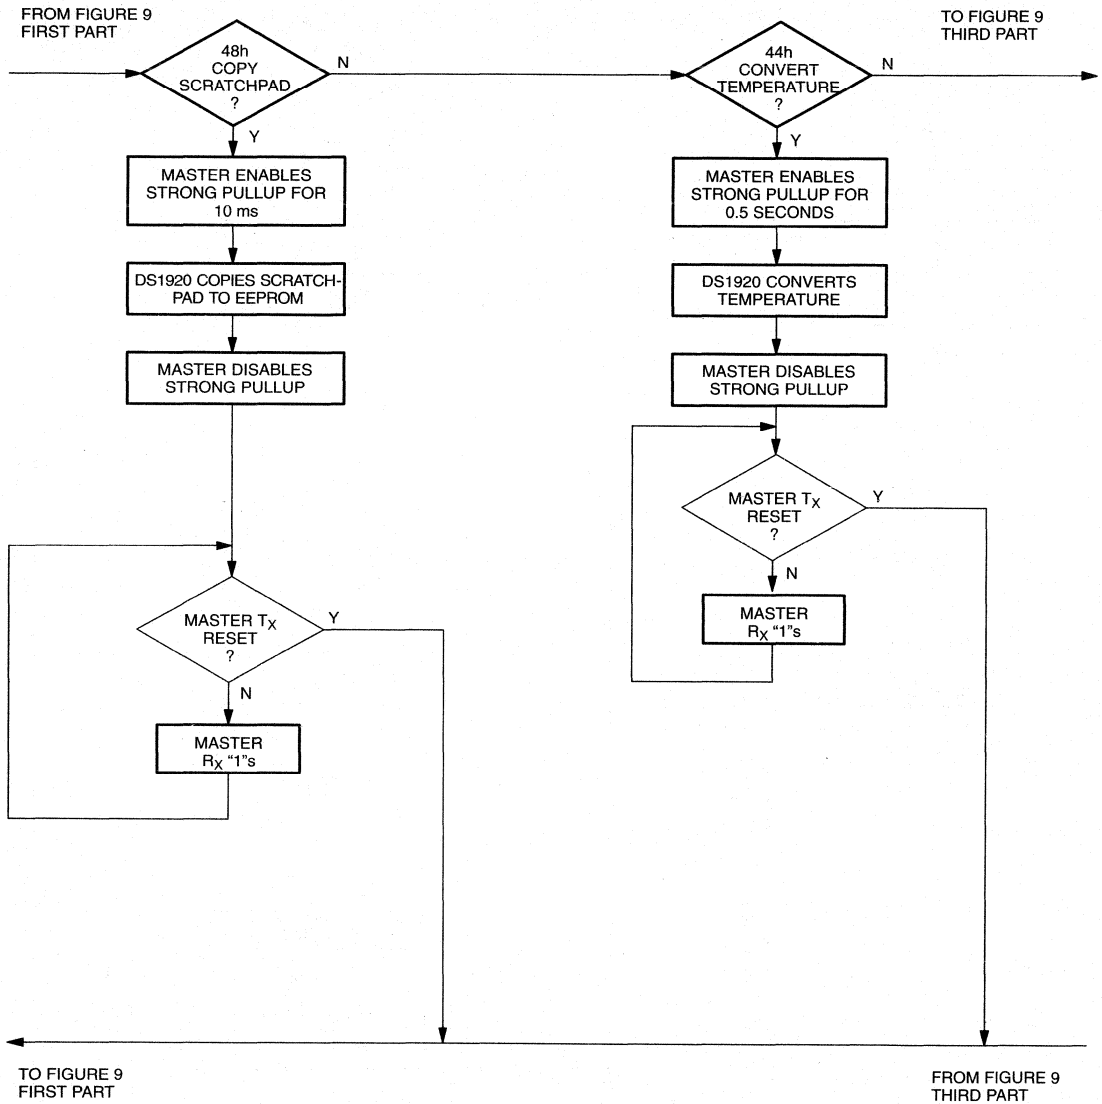 FROM FIGURE 9
FIRST PART
TO FIGURE 9
THIRD PART
48h
COPY
SCRATCHPAD
?
N
Y
44h
CONVERT
TEMPERATURE
?
N
Y
MASTER ENABLES
STRONG PULLUP FOR
10 ms
DS1920 COPIES SCRATCH-
PAD TO EEPROM
MASTER DISABLES
STRONG PULLUP
MASTER TX
RESET
?
Y
N
MASTER
RX “1”s
MASTER ENABLES
STRONG PULLUP FOR
0.5 SECONDS
DS1920 CONVERTS
TEMPERATURE
MASTER DISABLES
STRONG PULLUP
MASTER TX
RESET
?
Y
N
MASTER
RX “1”s
TO FIGURE 9
FIRST PART
FROM FIGURE 9
THIRD PART